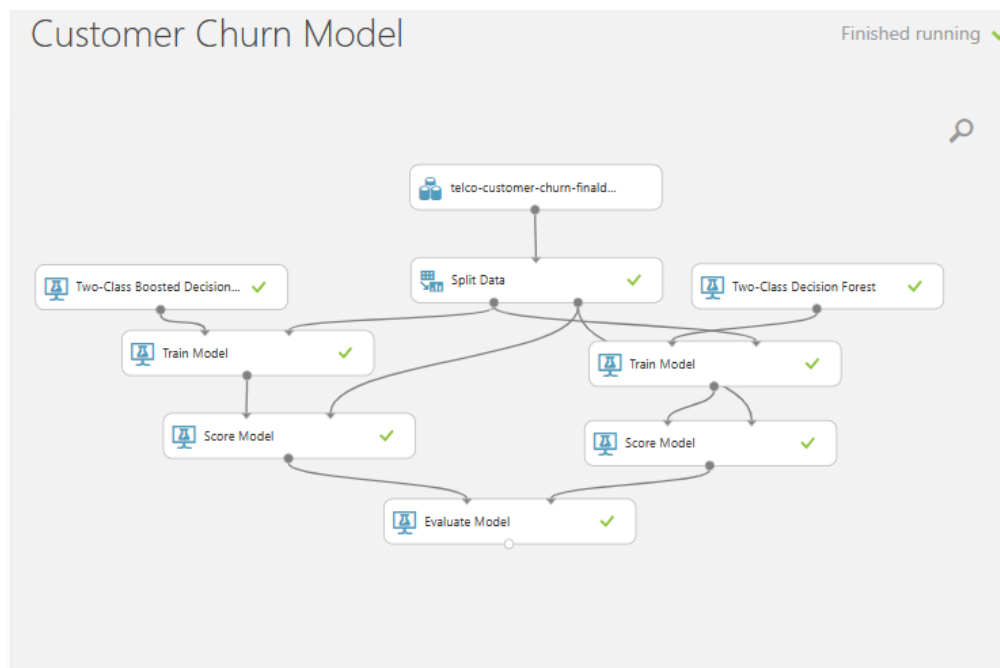 Customer Churn Model
Finished running
telco-customer-churn-finald...
Split Data
Two-Class Boosted Decision...
Two-Class Decision Forest
Train Model
Train Model
Score Model
Score Model
Evaluate Model